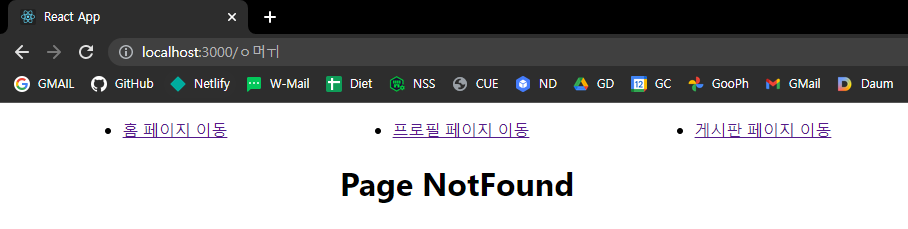 React App
localhost:3000/ㅇ머ㅜㅣ
GMAIL GitHub Netlify W-Mail Diet NSS CUE ND GD GC GooPh GMail Daum
홈 페이지 이동 프로필 페이지 이동 게시판 페이지 이동
Page NotFound